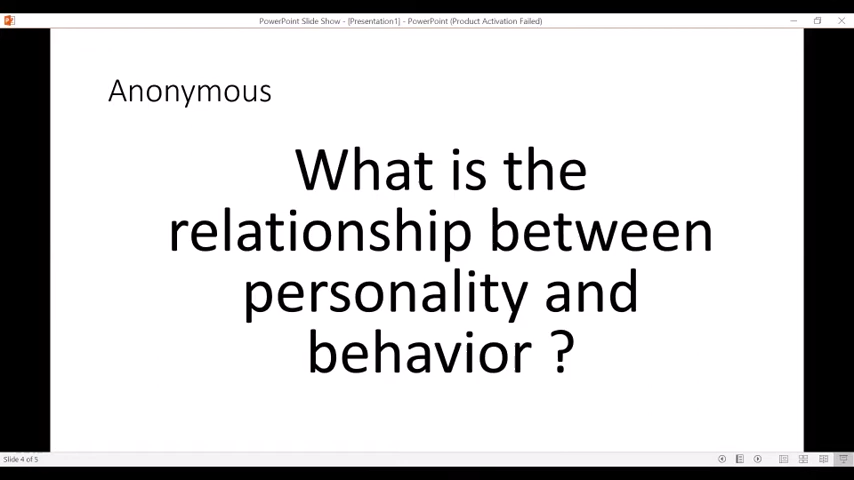 PowerPoint Slide Show - [Presentation1] - PowerPoint (Product Activation Failed)
Anonymous
What is the
relationship between
personality and
behavior ?
Slide 4 of 5